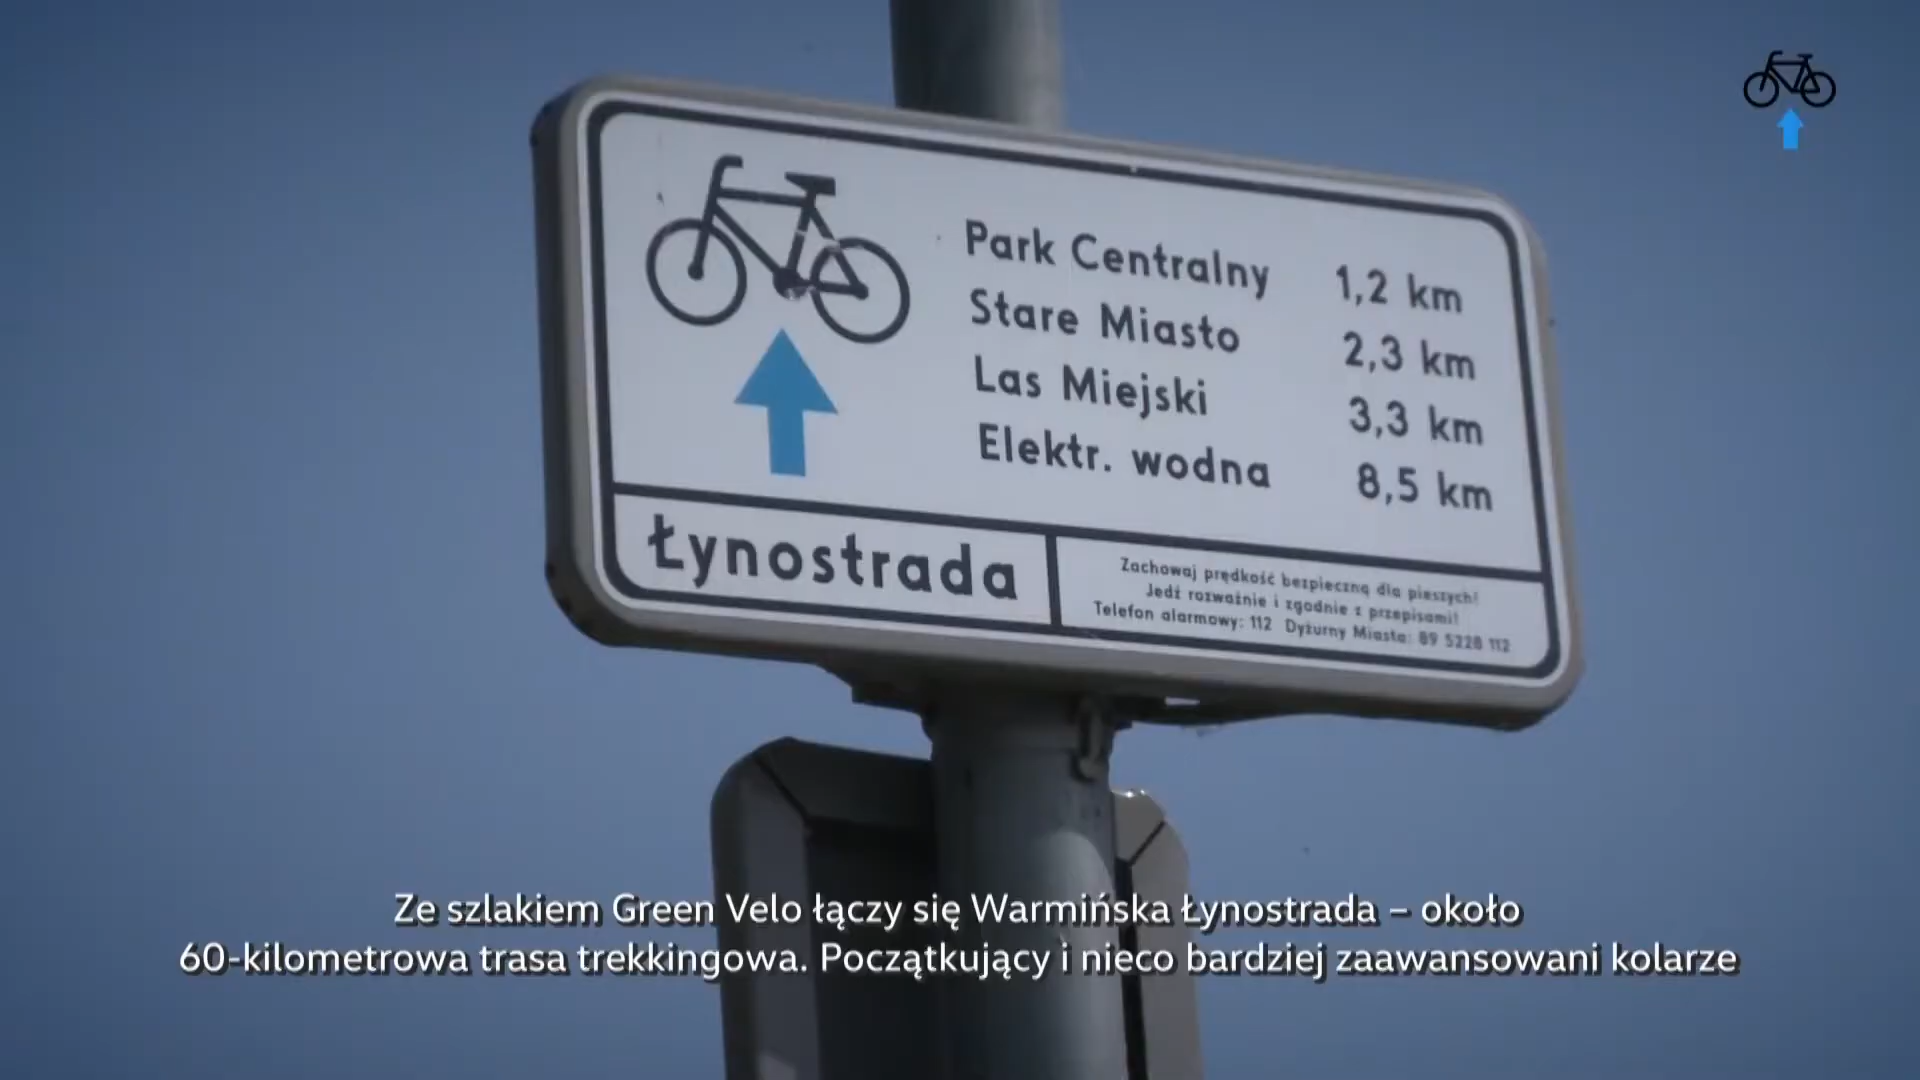 Park Centralny 1,2 km
Stare Miasto 2,3 km
Las Miejski 3,3 km
Elektr. wodna 8,5 km
Łynostrada
Zachowaj prędkość bezpieczną dla pieszych!
Jedź rozważnie i zgodnie z przepisami!
Telefon alarmowy: 112 Dyżurny Miasta: 89 5228 112
Ze szlakiem Green Velo łączy się Warmińska Łynostrada – około
60-kilometrowa trasa trekkingowa. Początkujący i nieco bardziej zaawansowani kolarze